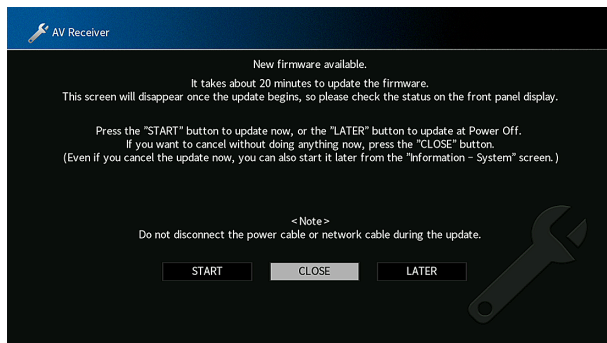 AV Receiver
New firmware available.
It takes about 20 minutes to update the firmware.
This screen will disappear once the update begins, so please check the status on the front panel display.
Press the "START" button to update now, or the "LATER" button to update at Power Off.
If you want to cancel without doing anything now, press the "CLOSE" button.
(Even if you cancel the update now, you can also start it later from the "Information - System" screen.)
<Note>
Do not disconnect the power cable or network cable during the update.
START CLOSE LATER